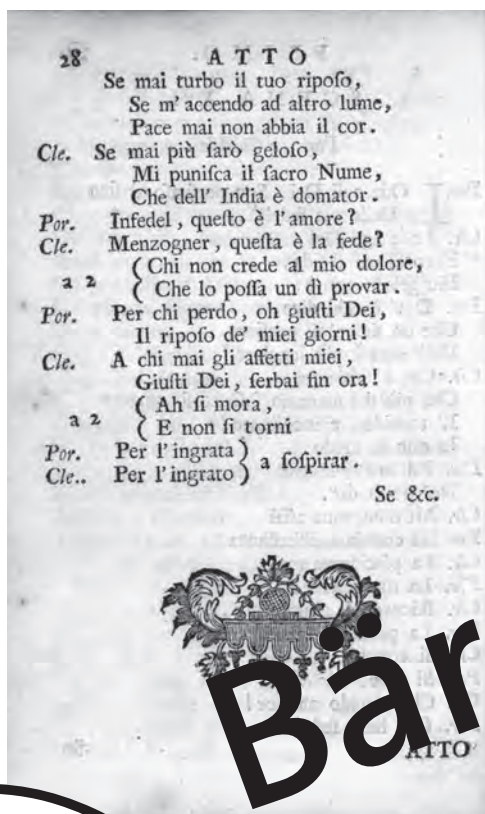 28 ATTO
Se mai turbo il tuo ripoſo,
Se m' accendo ad altro lume,
Pace mai non abbia il cor.
Cle. Se mai più ſarò geloſo,
Mi puniſca il ſacro Nume,
Che dell' India è domator.
Por. Infedel, queſto è l'amore?
Cle. Menzogner, queſta è la fede?
( Chi non crede al mio dolore,
a 2
( Che lo poſſa un dì provar.
Por. Per chi perdo, oh giuſti Dei,
Il ripoſo de' miei giorni!
Cle. A chi mai gli affetti miei,
Giuſti Dei, ſerbai fin ora!
( Ah ſi mora,
a 2
( E non ſi torni
Por. Per l'ingrata )
a ſoſpirar.
Cle.. Per l'ingrato )
Se &c.
Bär
ATTO